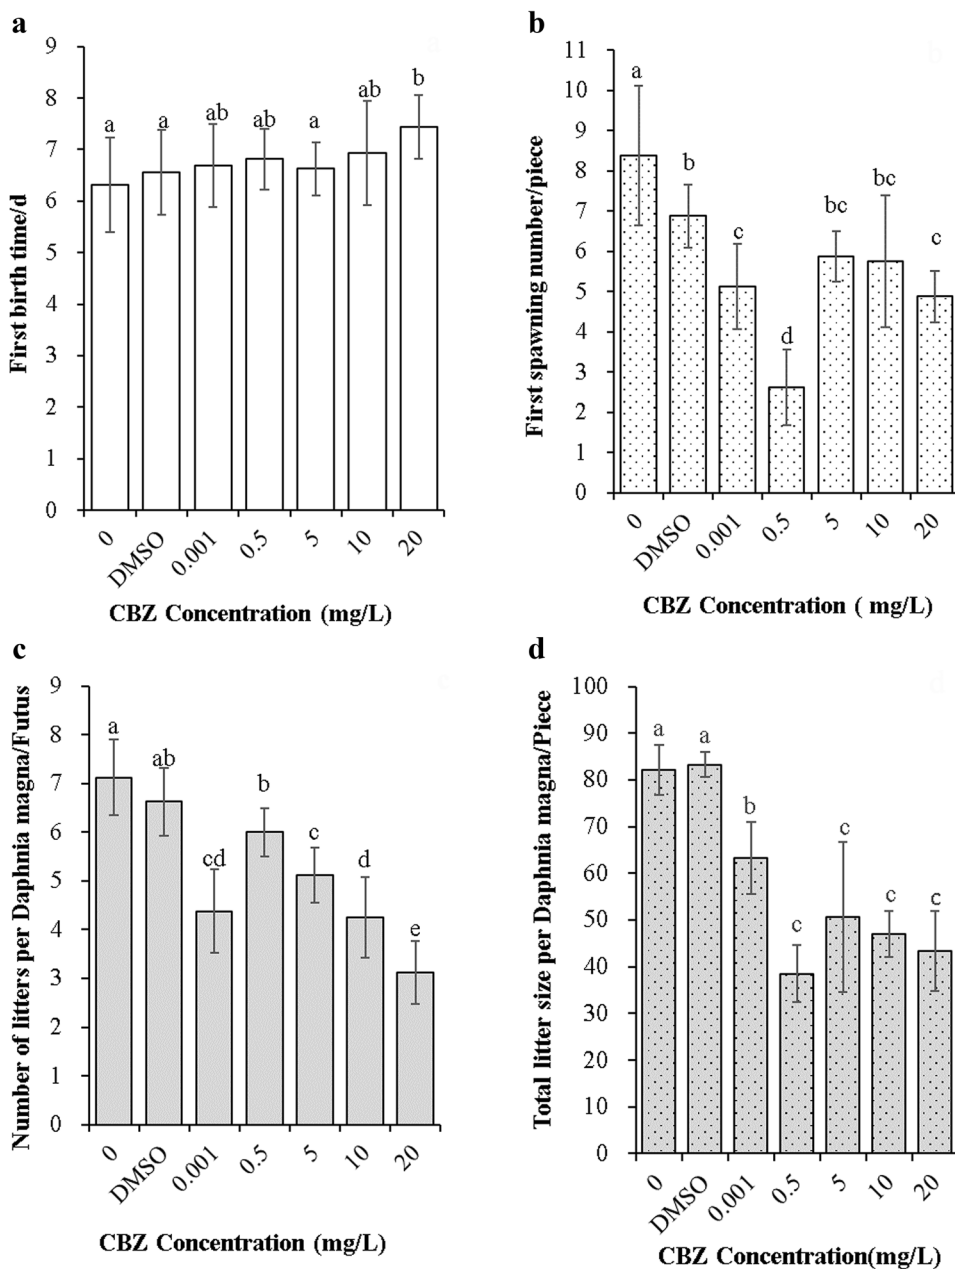 a
9
8
7
6
5
4
3
2
1
0
First birth time/d
a
a
ab
ab
a
ab
b
0
DMSO
0.001
0.5
5
10
20
CBZ Concentration (mg/L)
b
b
11
10
9
8
7
6
5
4
3
2
1
0
First spawning number/piece
a
b
c
d
bc
bc
c
0
DMSO
0.001
0.5
5
10
20
CBZ Concentration ( mg/L)
c
9
8
7
6
5
4
3
2
1
0
Number of litters per Daphnia magna/Futus
a
ab
cd
b
c
d
e
0
DMSO
0.001
0.5
5
10
20
CBZ Concentration (mg/L)
d
d
100
90
80
70
60
50
40
30
20
10
0
Total litter size per Daphnia magna/Piece
a
a
b
c
c
c
c
0
DMSO
0.001
0.5
5
10
20
CBZ Concentration(mg/L)